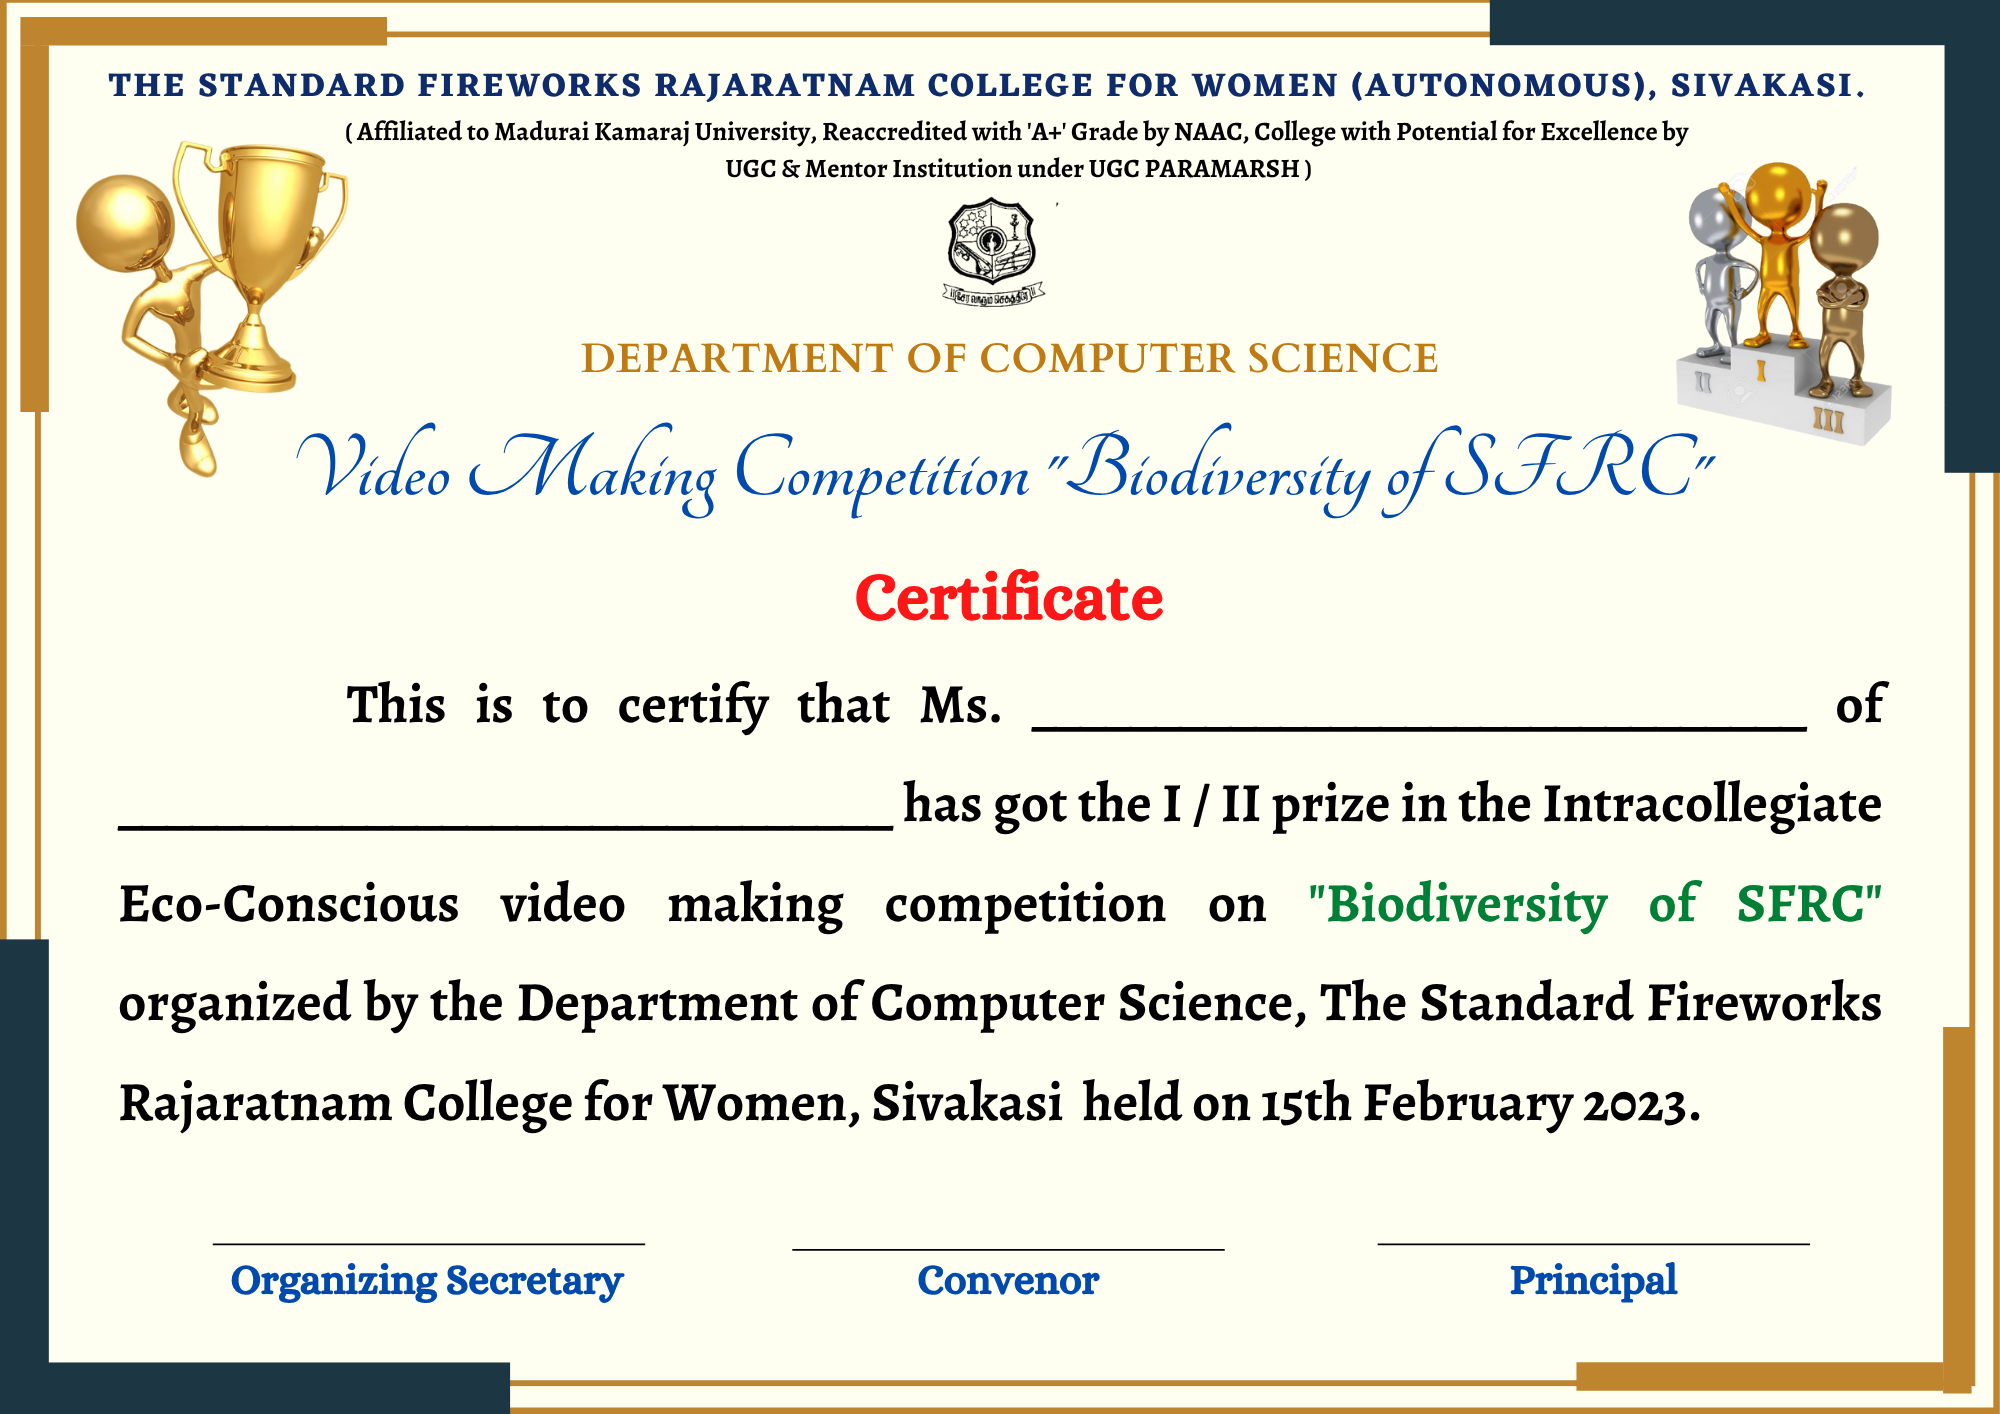 THE STANDARD FIREWORKS RAJARATNAM COLLEGE FOR WOMEN (AUTONOMOUS), SIVAKASI.
( Affiliated to Madurai Kamaraj University, Reaccredited with 'A+' Grade by NAAC, College with Potential for Excellence by
UGC & Mentor Institution under UGC PARAMARSH )
DEPARTMENT OF COMPUTER SCIENCE
II I III
Video Making Competition "Biodiversity of SFRC"
Certificate
This is to certify that Ms. _______________________________ of
_______________________________ has got the I / II prize in the Intracollegiate
Eco-Conscious video making competition on "Biodiversity of SFRC"
organized by the Department of Computer Science, The Standard Fireworks
Rajaratnam College for Women, Sivakasi held on 15th February 2023.
Organizing Secretary Convenor Principal